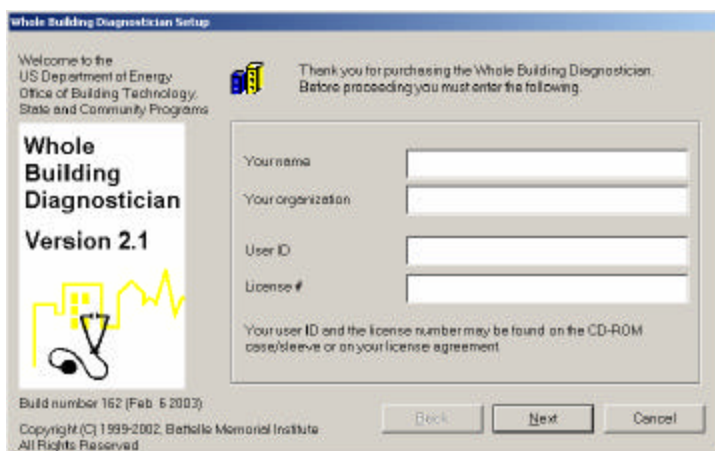 Whole Building Diagnostician Setup
Welcome to the
US Department of Energy
Office of Building Technology,
State and Community Programs
Thank you for purchasing the Whole Building Diagnostician.
Before proceeding you must enter the following.
Whole
Building
Diagnostician
Version 2.1
Your name
Your organization
User ID
License #
Your user ID and the license number may be found on the CD-ROM
case/sleeve or on your license agreement
Build number 162 (Feb 6 2003)
Copyright (C) 1999-2002, Battelle Memorial Institute
All Rights Reserved
Back
Next
Cancel